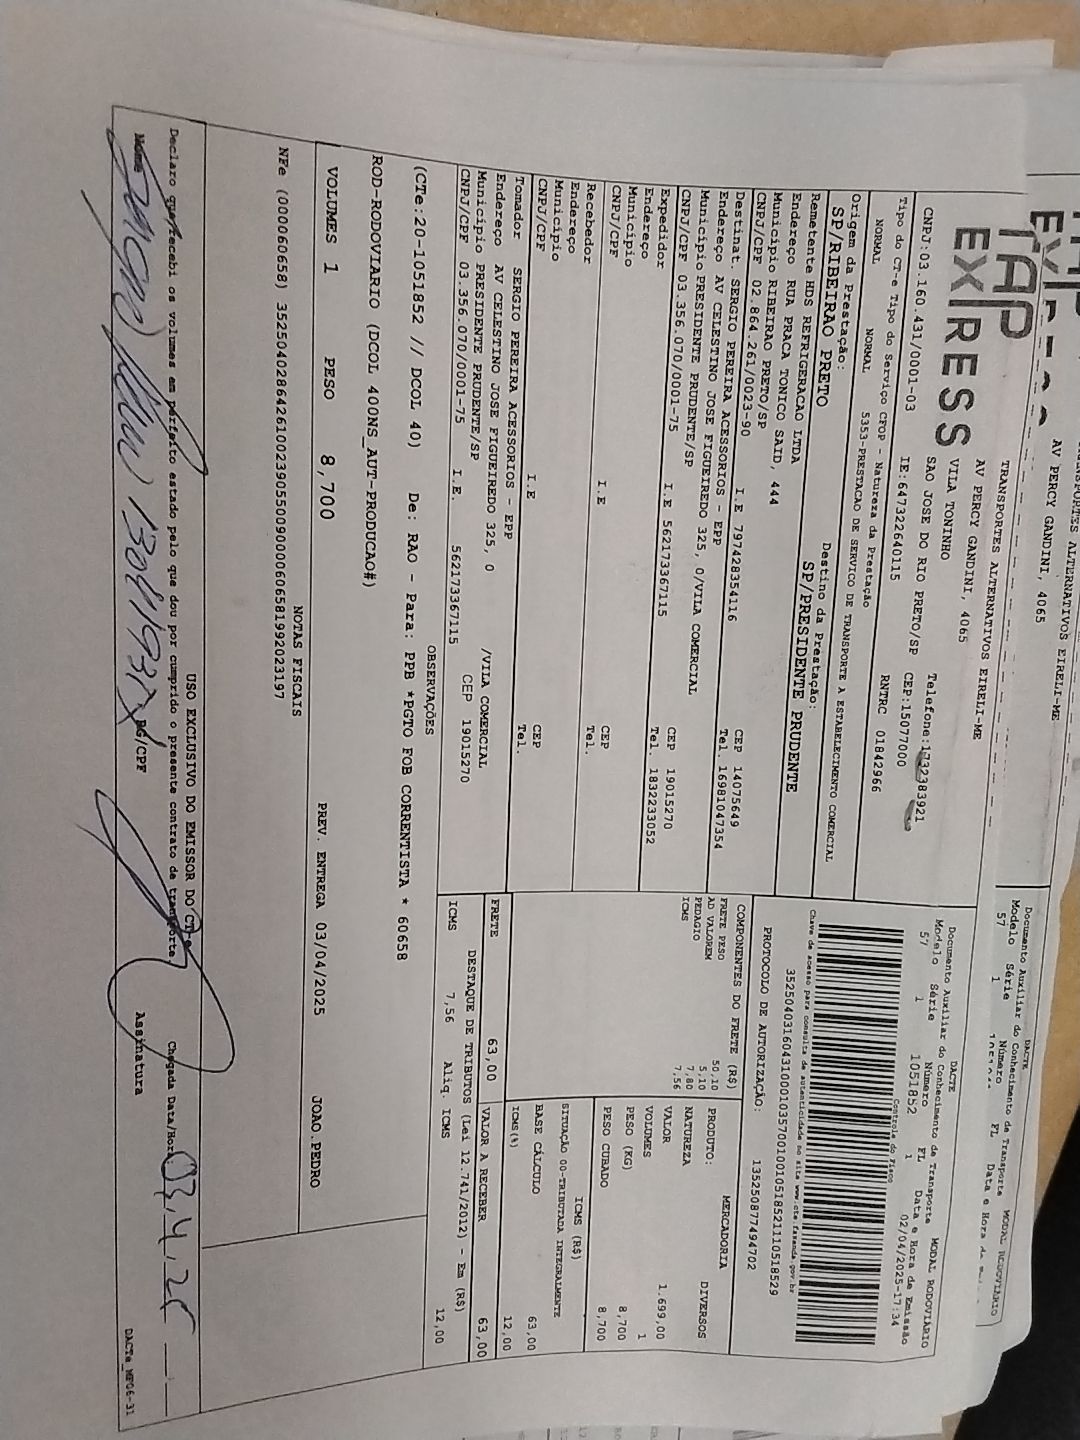 TAP EXPRESS
TRANSPORTES ALTERNATIVOS EIRELI-ME
AV PERCY GANDINI, 4065
VILA TONINHO
SAO JOSE DO RIO PRETO/SP CEP:15077000
CNPJ:03.160.431/0001-03 IE:647322640115 Telefone:1732383921
Tipo do CT-e Tipo do Serviço CFOP - Natureza da Prestação RNTRC 01842966
NORMAL NORMAL 5353-PRESTACAO DE SERVICO DE TRANSPORTE A ESTABELECIMENTO COMERCIAL
Origem da Prestação: Destino da Prestação:
SP/RIBEIRAO PRETO SP/PRESIDENTE PRUDENTE
Remetente HDS REFRIGERACAO LTDA
Endereço RUA PRACA TONICO SAID, 444
Município RIBEIRAO PRETO/SP CEP 14075649
CNPJ/CPF 02.864.261/0023-90 I.E 797428354116 Tel. 16981047354
Destinat. SERGIO PEREIRA ACESSORIOS - EPP
Endereço AV CELESTINO JOSE FIGUEIREDO 325, 0/VILA COMERCIAL
Município PRESIDENTE PRUDENTE/SP CEP 19015270
CNPJ/CPF 03.356.070/0001-75 I.E 562173367115 Tel. 1832233052
Expedidor
Endereço
Município CEP
CNPJ/CPF I.E Tel.
Recebedor
Endereço
Município CEP
CNPJ/CPF I.E Tel.
Tomador SERGIO PEREIRA ACESSORIOS - EPP
Endereço AV CELESTINO JOSE FIGUEIREDO 325, 0 /VILA COMERCIAL
Município PRESIDENTE PRUDENTE/SP CEP 19015270
CNPJ/CPF 03.356.070/0001-75 I.E. 562173367115
DACTE
Documento Auxiliar do Conhecimento de Transporte MODAL RODOVIÁRIO
Modelo Série Número FL Data e Hora de Emissão
57 1 1051852 1 02/04/2025-17:34
Controle do Fisco
Chave de acesso para consulta de autenticidade no site www.cte.fazenda.gov.br
35250403160431000103570010010518521110518529
PROTOCOLO DE AUTORIZAÇÃO: 135250877494702
COMPONENTES DO FRETE (R$)
FRETE PESO 50,10
AD VALOREM 5,10
PEDAGIO 7,80
ICMS 7,56
MERCADORIA
PRODUTO: DIVERSOS
NATUREZA
VALOR 1.699,00
VOLUMES 1
PESO (KG) 8,700
PESO CUBADO 8,700
ICMS (R$)
SITUAÇÃO 00-TRIBUTADA INTEGRALMENTE
BASE CÁLCULO 63,00
ICMS(%) 12,00
FRETE 63,00 VALOR A RECEBER 63,00
DESTAQUE DE TRIBUTOS (Lei 12.741/2012) - Em (R$)
ICMS 7,56 Alíq. ICMS 12,00
OBSERVAÇÕES
(CTe:20-1051852 // DCOL 40) De: RAO - Para: PPB *PGTO FOB CORRENTISTA * 60658
ROD-RODOVIARIO (DCOL 400NS_AUT-PRODUCAO#)
VOLUMES 1 PESO 8,700 PREV. ENTREGA 03/04/2025 JOAO.PEDRO
NOTAS FISCAIS
NFe (00060658) 35250402864261002390550090000606581992023197
USO EXCLUSIVO DO EMISSOR DO CT-e
Declaro que recebi os volumes em perfeito estado pelo que dou por cumprido o presente contrato de transporte Chegada Data/Hora 03,4,25
Nome RG/CPF Assinatura
DACTe_MF06-31